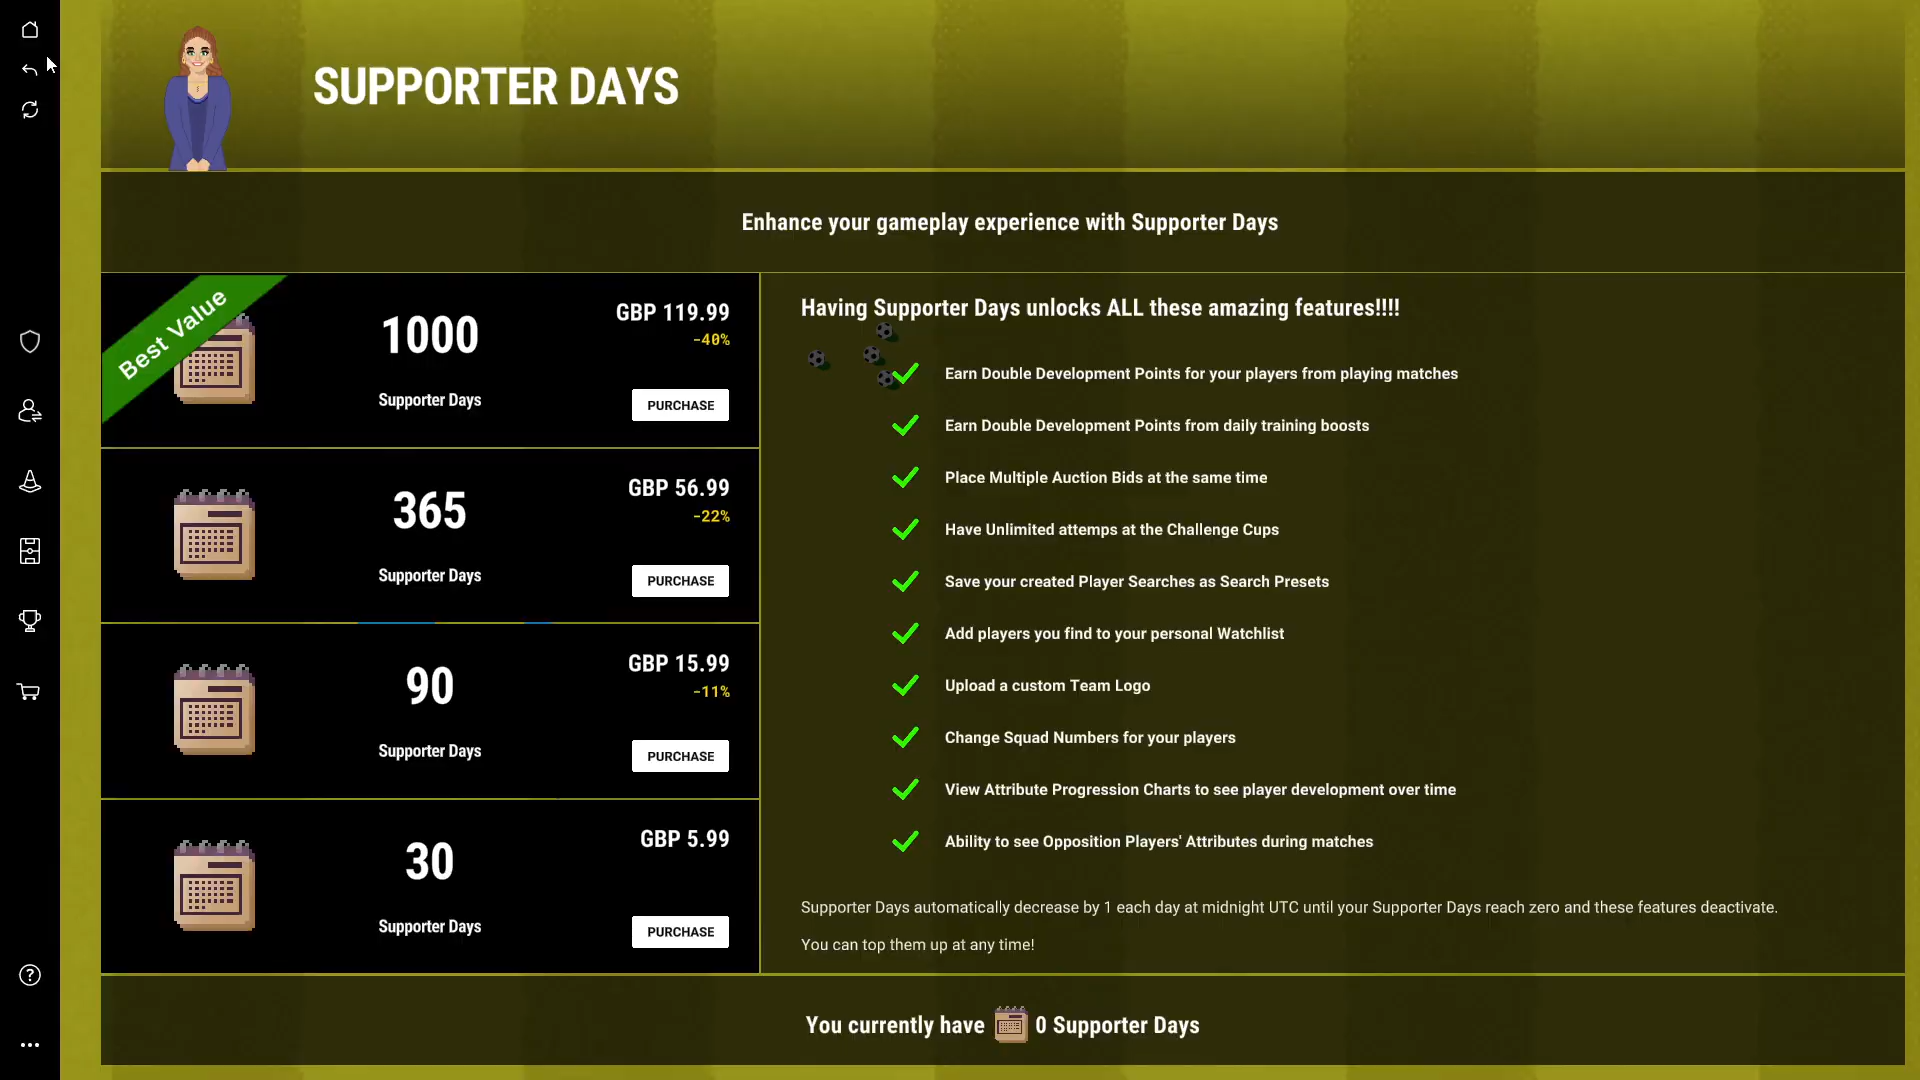 SUPPORTER DAYS
Enhance your gameplay experience with Supporter Days
Best Value
1000
Supporter Days
GBP 119.99
-40%
PURCHASE
365
Supporter Days
GBP 56.99
-22%
PURCHASE
90
Supporter Days
GBP 15.99
-11%
PURCHASE
30
Supporter Days
GBP 5.99
PURCHASE
Having Supporter Days unlocks ALL these amazing features!!!!
Earn Double Development Points for your players from playing matches
Earn Double Development Points from daily training boosts
Place Multiple Auction Bids at the same time
Have Unlimited attemps at the Challenge Cups
Save your created Player Searches as Search Presets
Add players you find to your personal Watchlist
Upload a custom Team Logo
Change Squad Numbers for your players
View Attribute Progression Charts to see player development over time
Ability to see Opposition Players' Attributes during matches
Supporter Days automatically decrease by 1 each day at midnight UTC until your Supporter Days reach zero and these features deactivate.
You can top them up at any time!
You currently have 0 Supporter Days